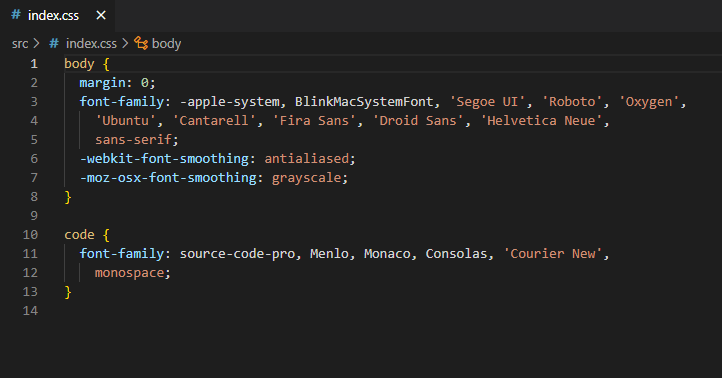 # index.css ×
src > # index.css > body
1 body {
2   margin: 0;
3   font-family: -apple-system, BlinkMacSystemFont, 'Segoe UI', 'Roboto', 'Oxygen',
4     'Ubuntu', 'Cantarell', 'Fira Sans', 'Droid Sans', 'Helvetica Neue',
5     sans-serif;
6   -webkit-font-smoothing: antialiased;
7   -moz-osx-font-smoothing: grayscale;
8 }
9
10 code {
11   font-family: source-code-pro, Menlo, Monaco, Consolas, 'Courier New',
12     monospace;
13 }
14